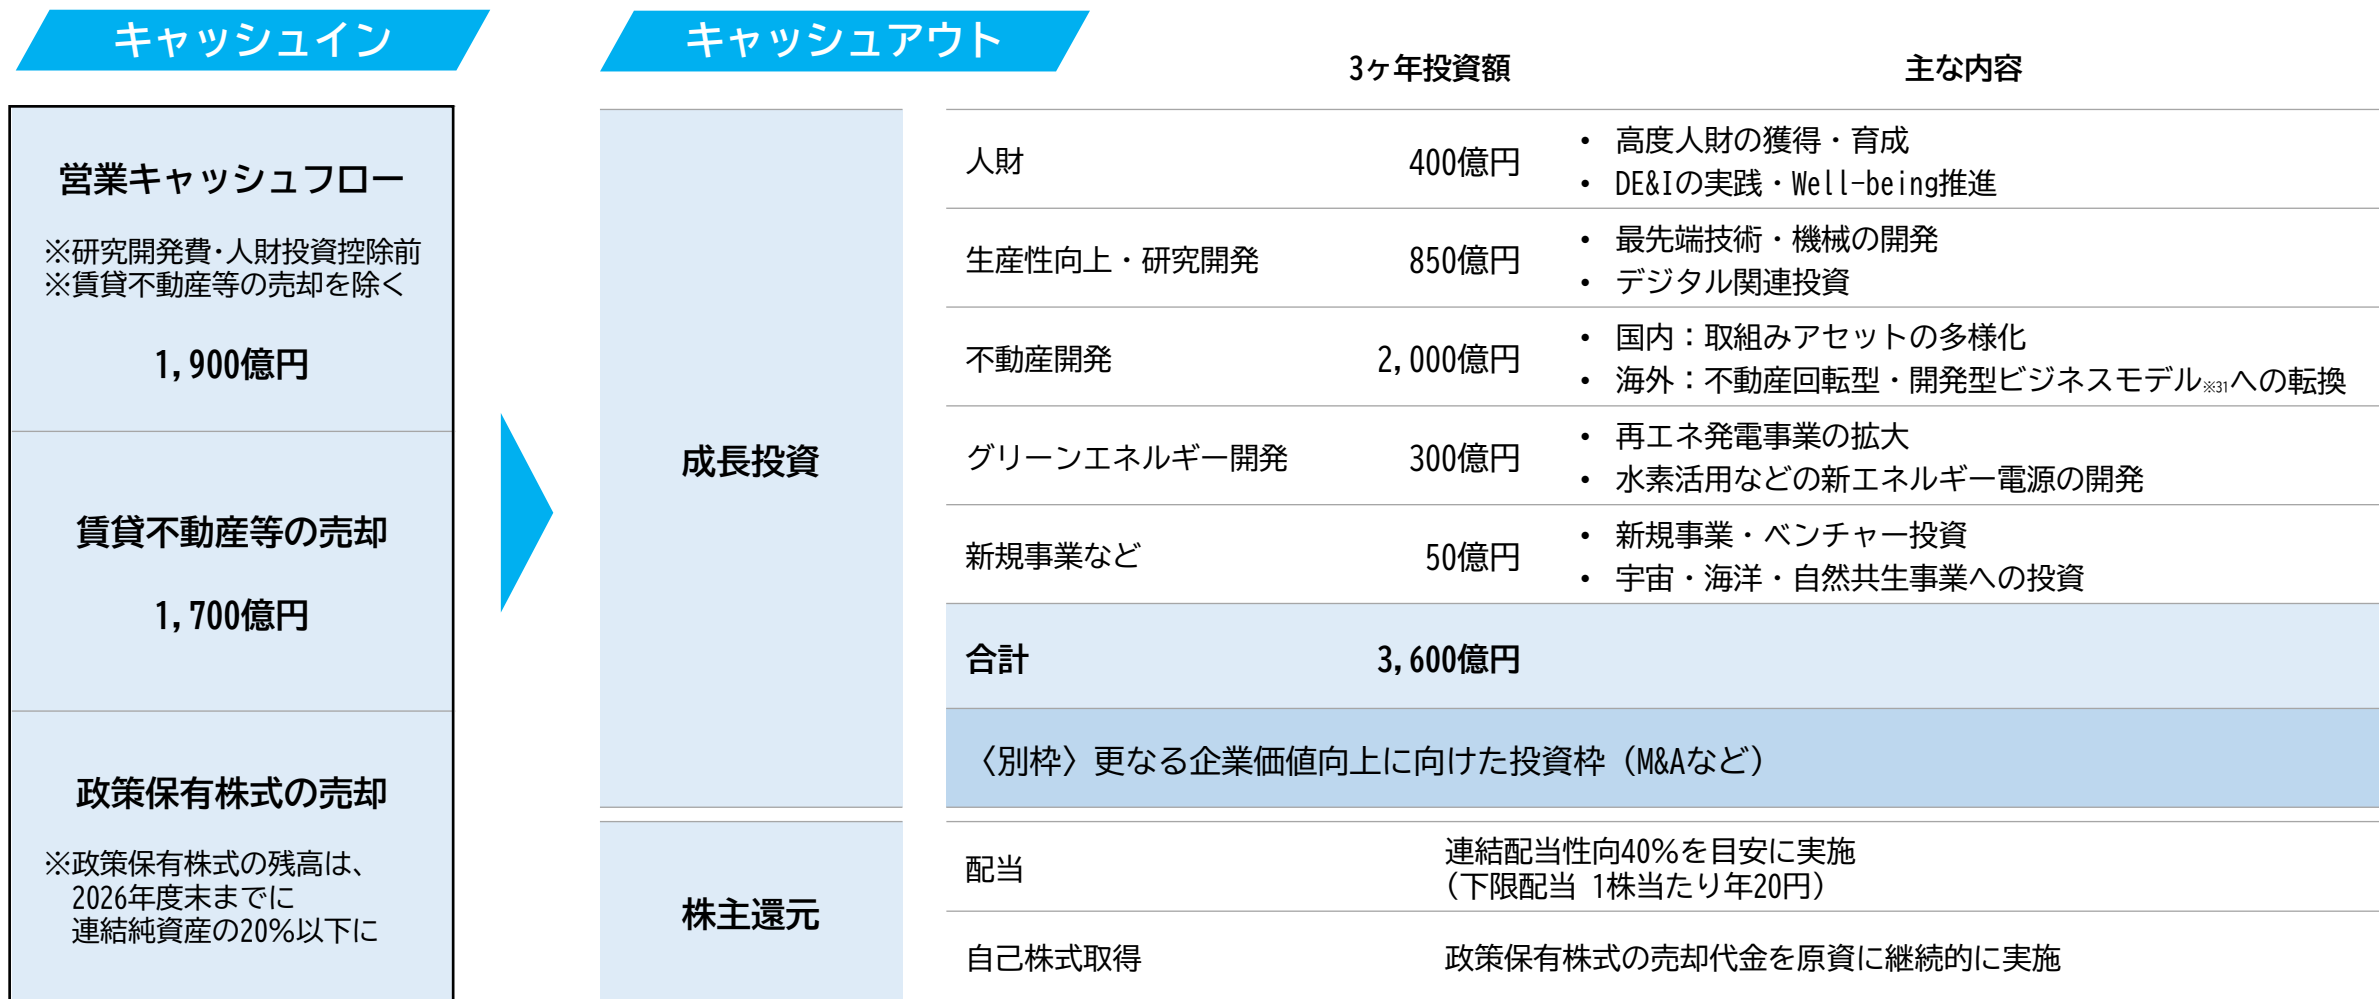 キャッシュイン
営業キャッシュフロー
※研究開発費･人財投資控除前
※賃貸不動産等の売却を除く
1,900億円
賃貸不動産等の売却
1,700億円
政策保有株式の売却
※政策保有株式の残高は、
2026年度末までに
連結純資産の20%以下に
キャッシュアウト
3ヶ年投資額 主な内容
成長投資
人財 400億円
• 高度人財の獲得・育成
• DE&Iの実践・Well-being推進
生産性向上・研究開発 850億円
• 最先端技術・機械の開発
• デジタル関連投資
不動産開発 2,000億円
• 国内：取組みアセットの多様化
• 海外：不動産回転型・開発型ビジネスモデル※31への転換
グリーンエネルギー開発 300億円
• 再エネ発電事業の拡大
• 水素活用などの新エネルギー電源の開発
新規事業など 50億円
• 新規事業・ベンチャー投資
• 宇宙・海洋・自然共生事業への投資
合計 3,600億円
〈別枠〉更なる企業価値向上に向けた投資枠（M&Aなど）
株主還元
配当
連結配当性向40%を目安に実施
（下限配当 1株当たり年20円）
自己株式取得 政策保有株式の売却代金を原資に継続的に実施